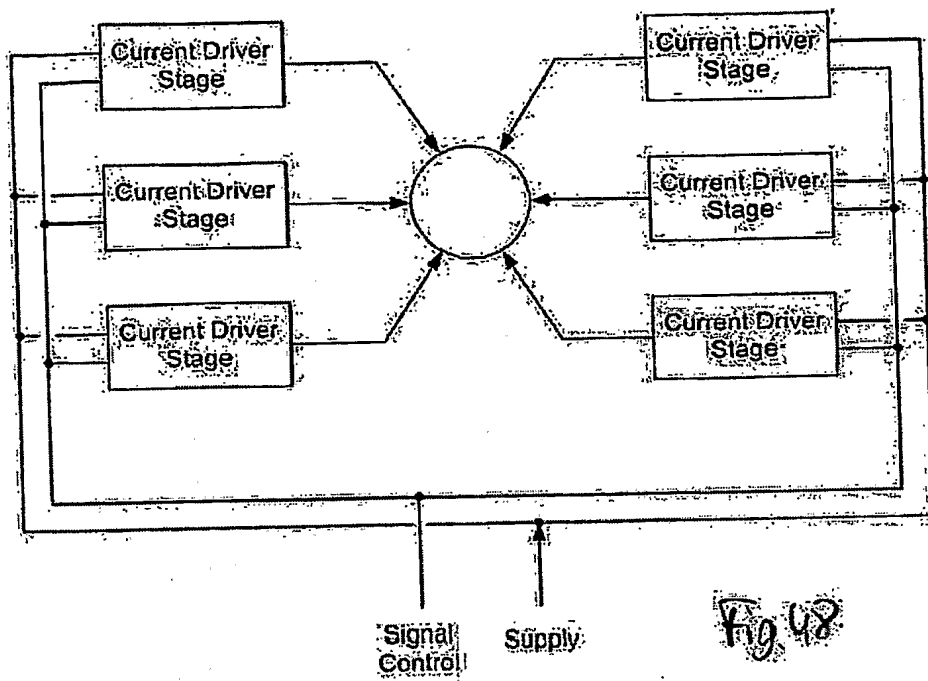 Current Driver
Stage
Current Driver
Stage
Current Driver
Stage
Current Driver
Stage
Current Driver
Stage
Current Driver
Stage
Signal
Control
Supply
Fig 48